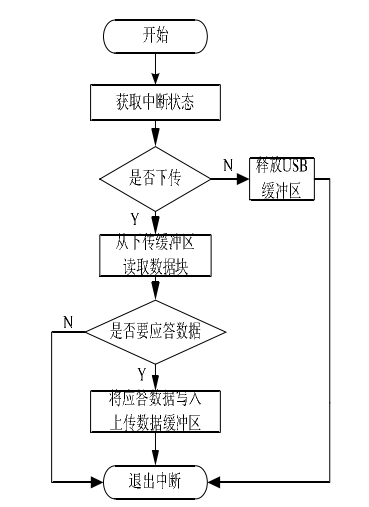 开始
获取中断状态
是否下传
N
释放USB
缓冲区
Y
从下传缓冲区
读取数据块
N
是否要应答数据
Y
将应答数据写入
上传数据缓冲区
退出中断